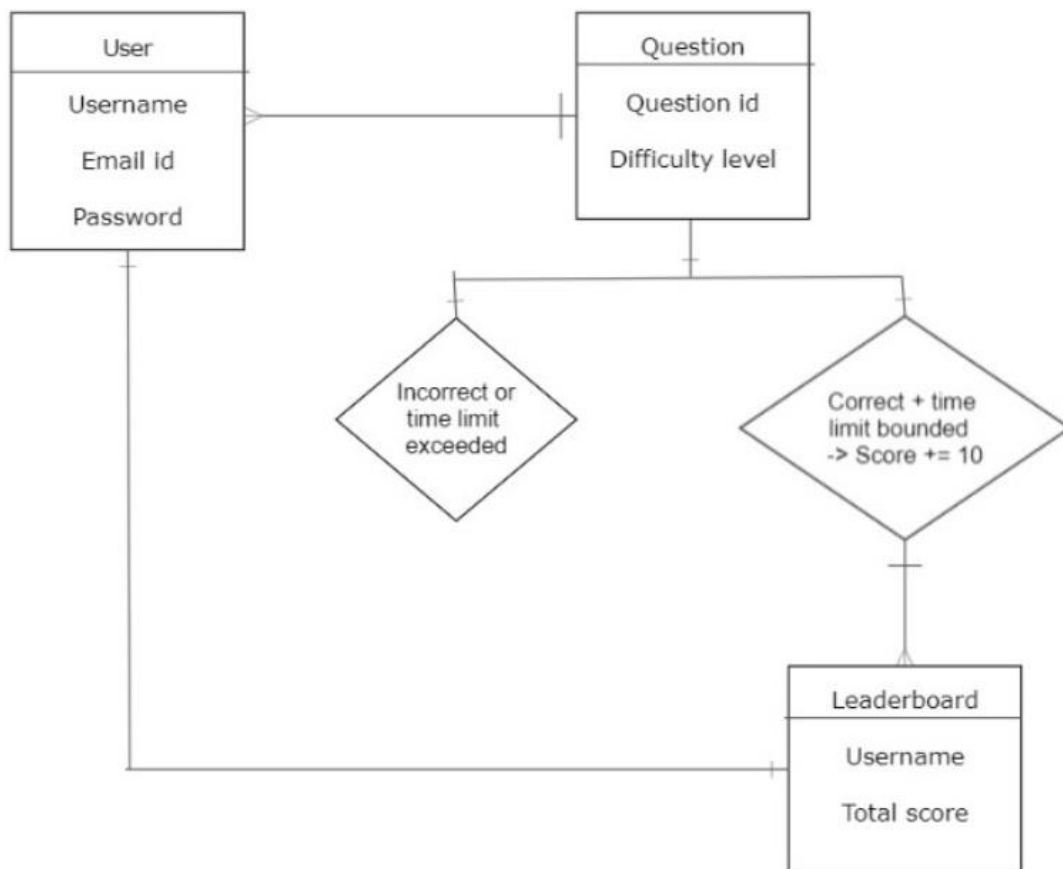 User
Username
Email id
Password
Question
Question id
Difficulty level
Incorrect or
time limit
exceeded
Correct + time
limit bounded
-> Score += 10
Leaderboard
Username
Total score